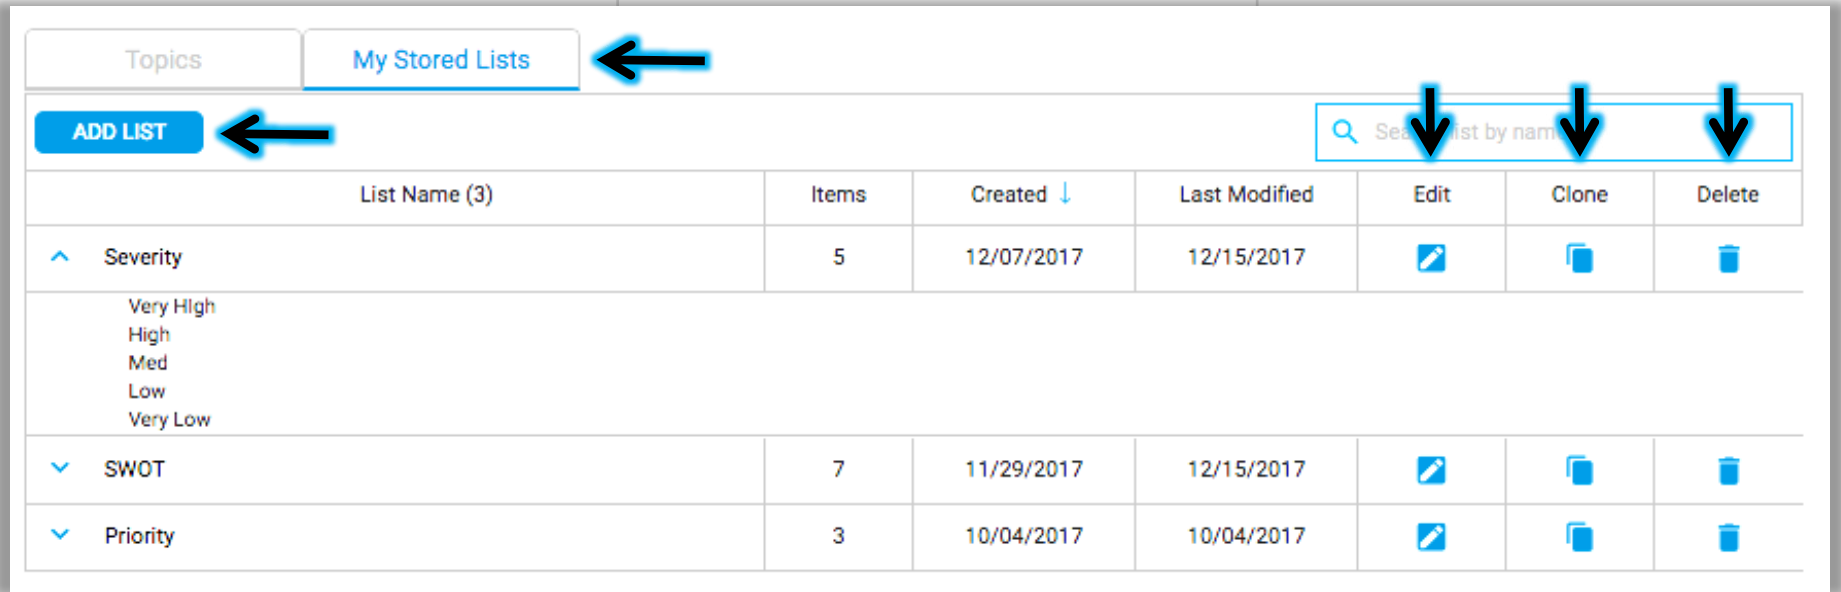 Topics My Stored Lists
ADD LIST
list by
List Name (3) Items Created Last Modified Edit Clone Delete
Severity 5 12/07/2017 12/15/2017
Very HIgh
High
Med
Low
Very Low
SWOT 7 11/29/2017 12/15/2017
Priority 3 10/04/2017 10/04/2017